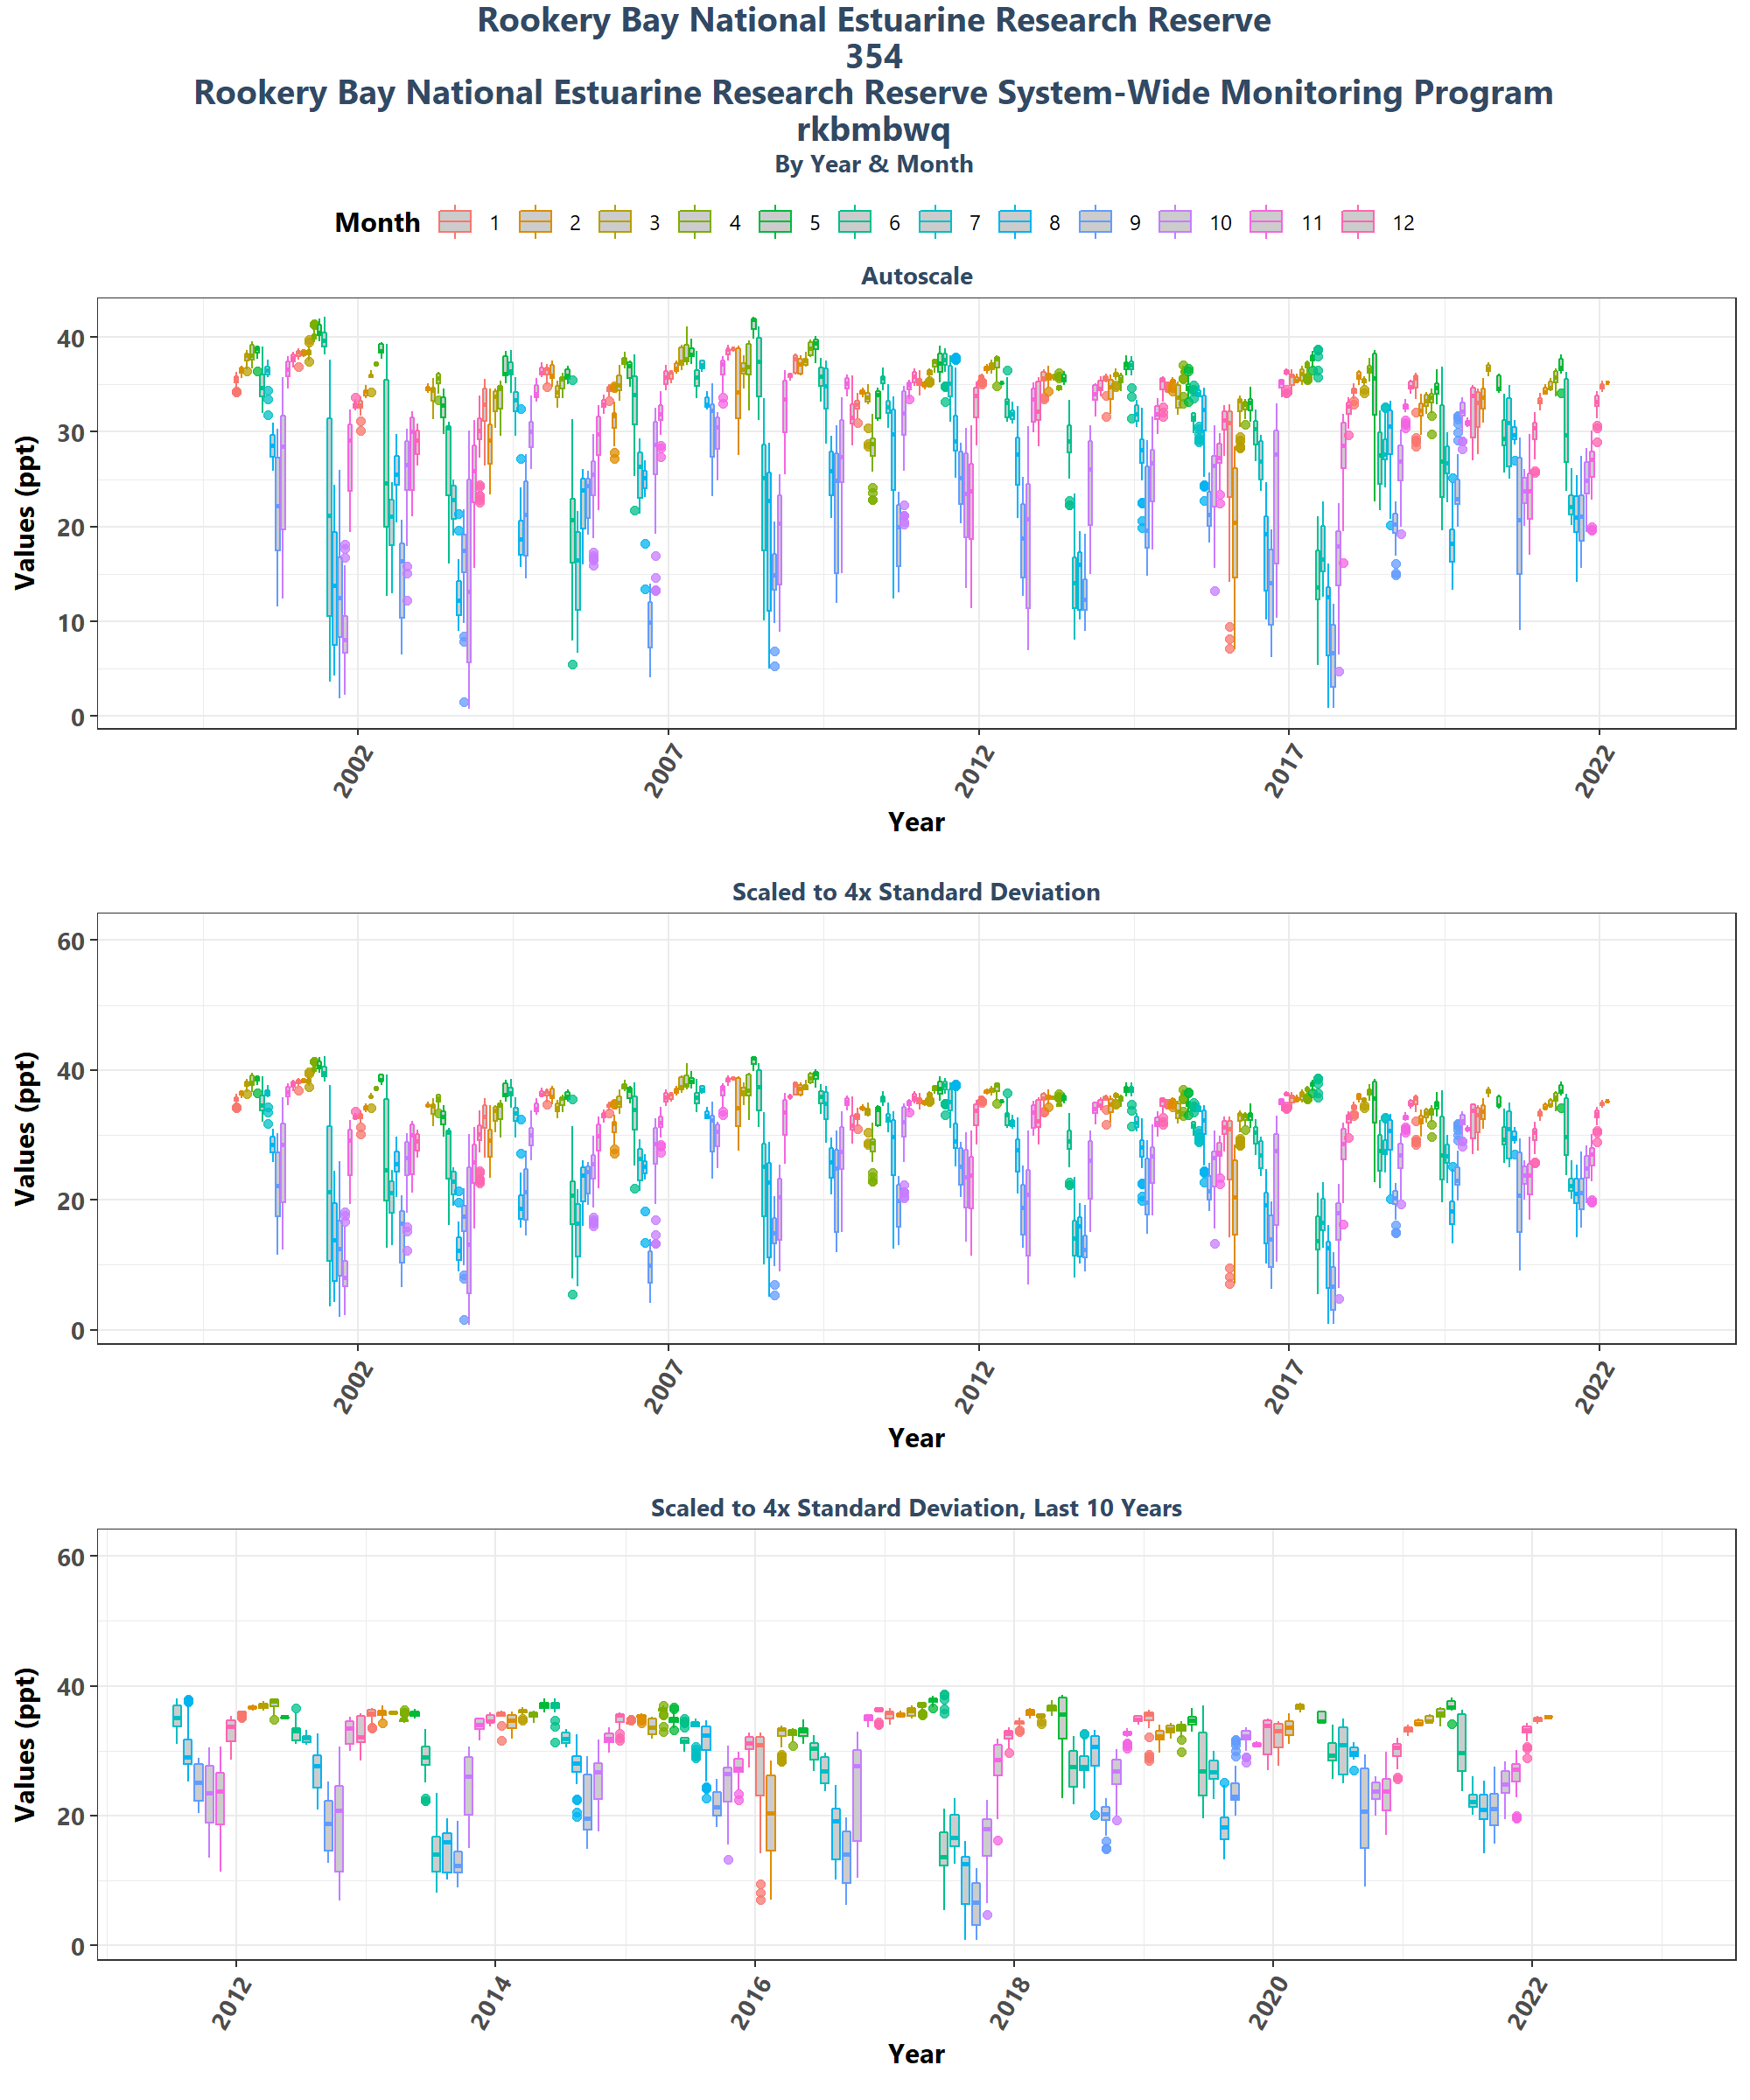 Rookery Bay National Estuarine Research Reserve
354
Rookery Bay National Estuarine Research Reserve System-Wide Monitoring Program
rkbmbwq
By Year & Month
Month 1 2 3 4 5 6 7 8 9 10 11 12
Autoscale
Values (ppt)
40
30
20
10
0
2002 2007 2012 2017 2022
Year
Scaled to 4x Standard Deviation
Values (ppt)
60
40
20
0
2002 2007 2012 2017 2022
Year
Scaled to 4x Standard Deviation, Last 10 Years
Values (ppt)
60
40
20
0
2012 2014 2016 2018 2020 2022
Year